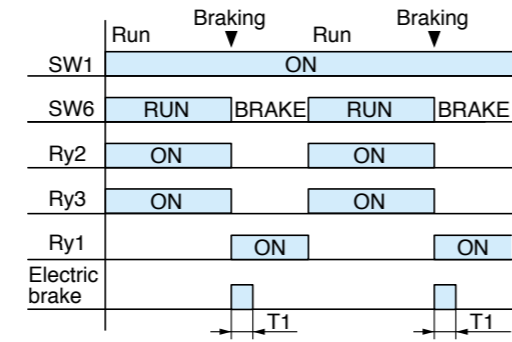 Braking Braking
Run Run
SW1 ON
SW6 RUN BRAKE RUN BRAKE
Ry2 ON ON
Ry3 ON ON
Ry1 ON ON
Electric
brake
T1 T1